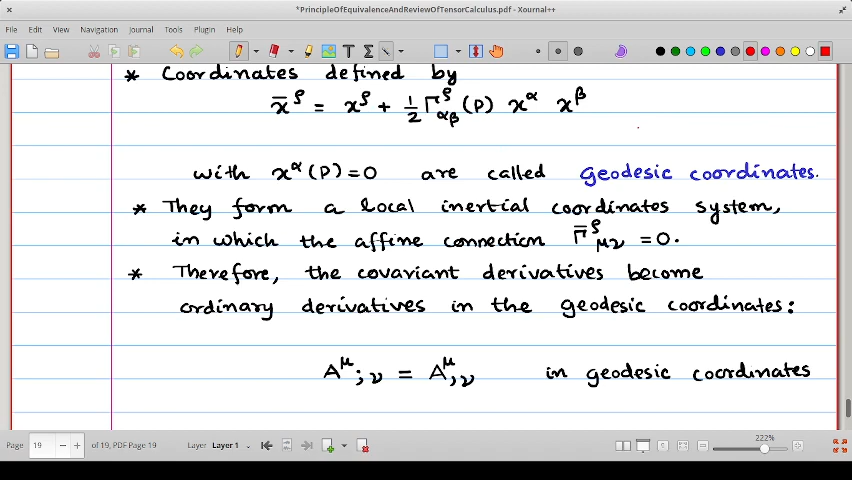 *PrincipleOfEquivalenceAndReviewOfTensorCalculus.pdf - Xournal++
File Edit View Navigation Journal Tools Plugin Help
* Coordinates defined by
x̄^ρ = x^ρ + 1/2 Γ^ρ_αβ (P) x^α x^β
with x^α (P) = 0 are called geodesic coordinates.
* They form a local inertial coordinates system,
in which the affine connection Γ̄^ρ_μν = 0.
* Therefore, the covariant derivatives become
ordinary derivatives in the geodesic coordinates:
A^μ_;ν = A^μ_,ν in geodesic coordinates
Page 19 of 19, PDF Page 19 Layer Layer 1 222%